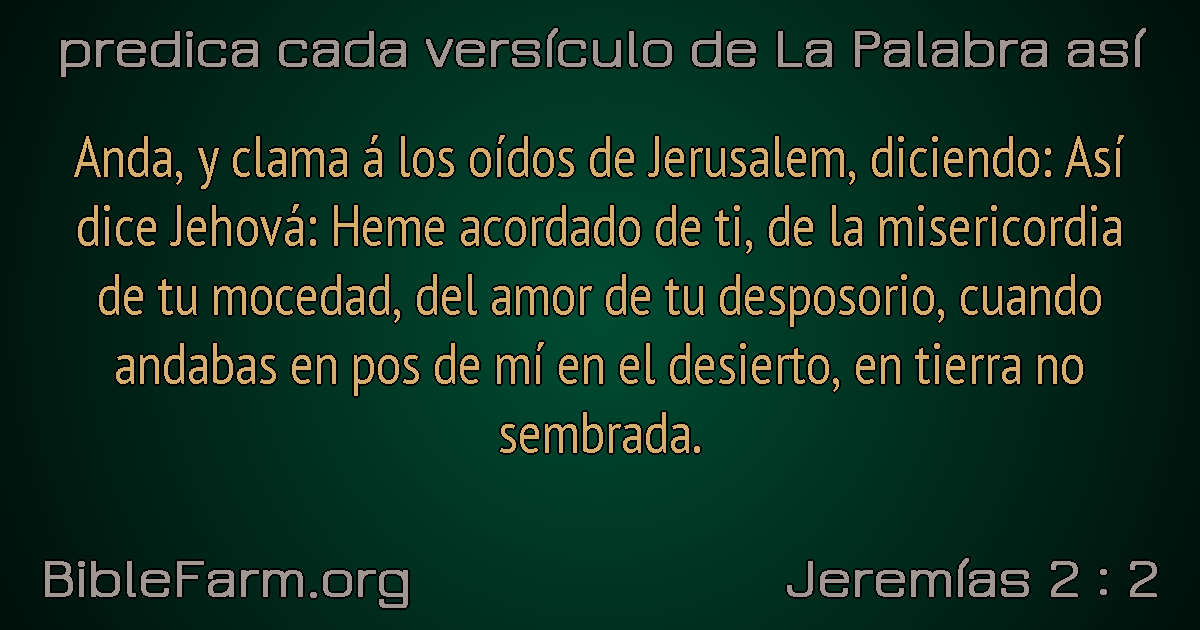 predica cada versículo de La Palabra así
Anda, y clama á los oídos de Jerusalem, diciendo: Así
dice Jehová: Heme acordado de ti, de la misericordia
de tu mocedad, del amor de tu desposorio, cuando
andabas en pos de mí en el desierto, en tierra no
sembrada.
BibleFarm.org
Jeremías 2 : 2